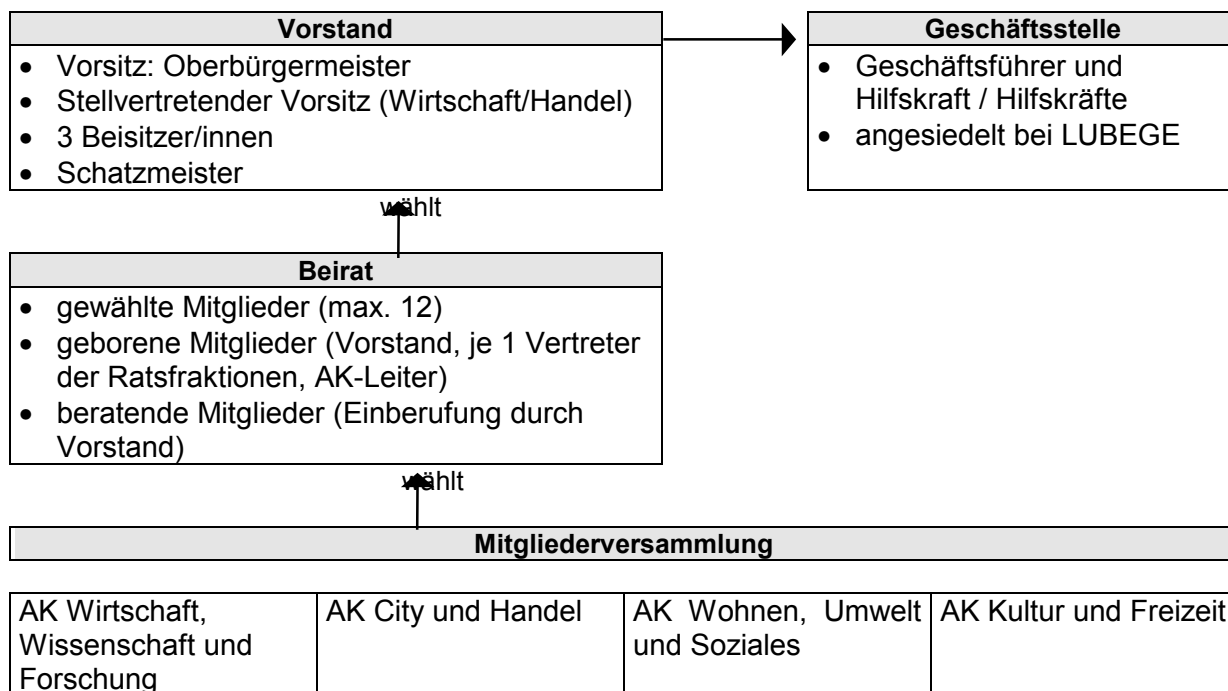 Vorstand
• Vorsitz: Oberbürgermeister
• Stellvertretender Vorsitz (Wirtschaft/Handel)
• 3 Beisitzer/innen
• Schatzmeister
Geschäftsstelle
• Geschäftsführer und
Hilfskraft / Hilfskräfte
• angesiedelt bei LUBEGE
wählt
Beirat
• gewählte Mitglieder (max. 12)
• geborene Mitglieder (Vorstand, je 1 Vertreter
der Ratsfraktionen, AK-Leiter)
• beratende Mitglieder (Einberufung durch
Vorstand)
wählt
Mitgliederversammlung
AK Wirtschaft,
Wissenschaft und
Forschung
AK City und Handel
AK Wohnen, Umwelt
und Soziales
AK Kultur und Freizeit